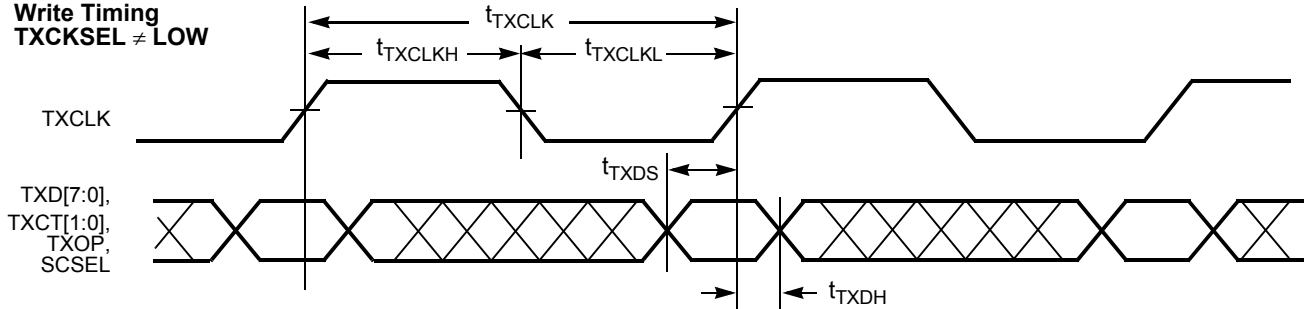 Write Timing
TXCKSEL ≠ LOW
tTXCLK
tTXCLKH
tTXCLKL
TXCLK
tTXDS
TXD[7:0],
TXCT[1:0],
TXOP,
SCSEL
tTXDH